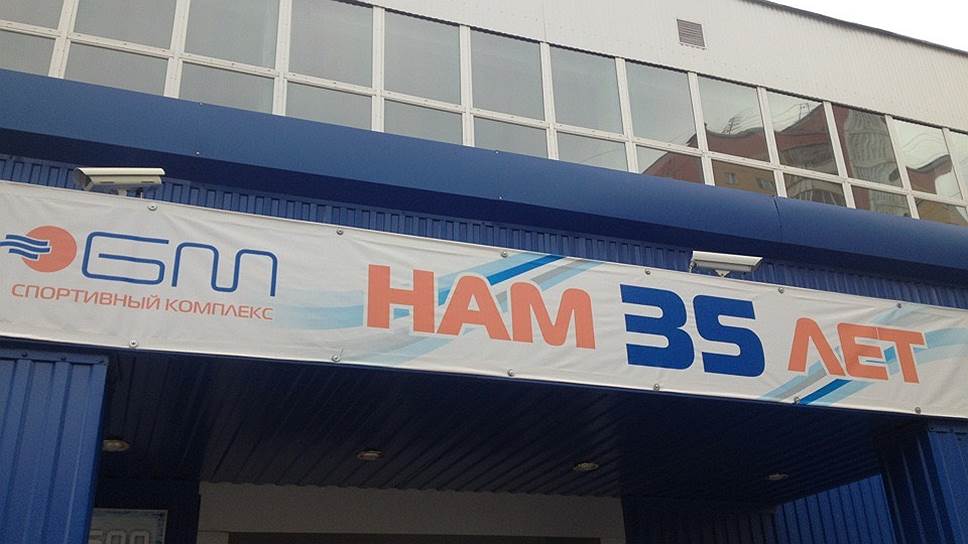 БМ
СПОРТИВНЫЙ КОМПЛЕКС
НАМ 35 ЛЕТ